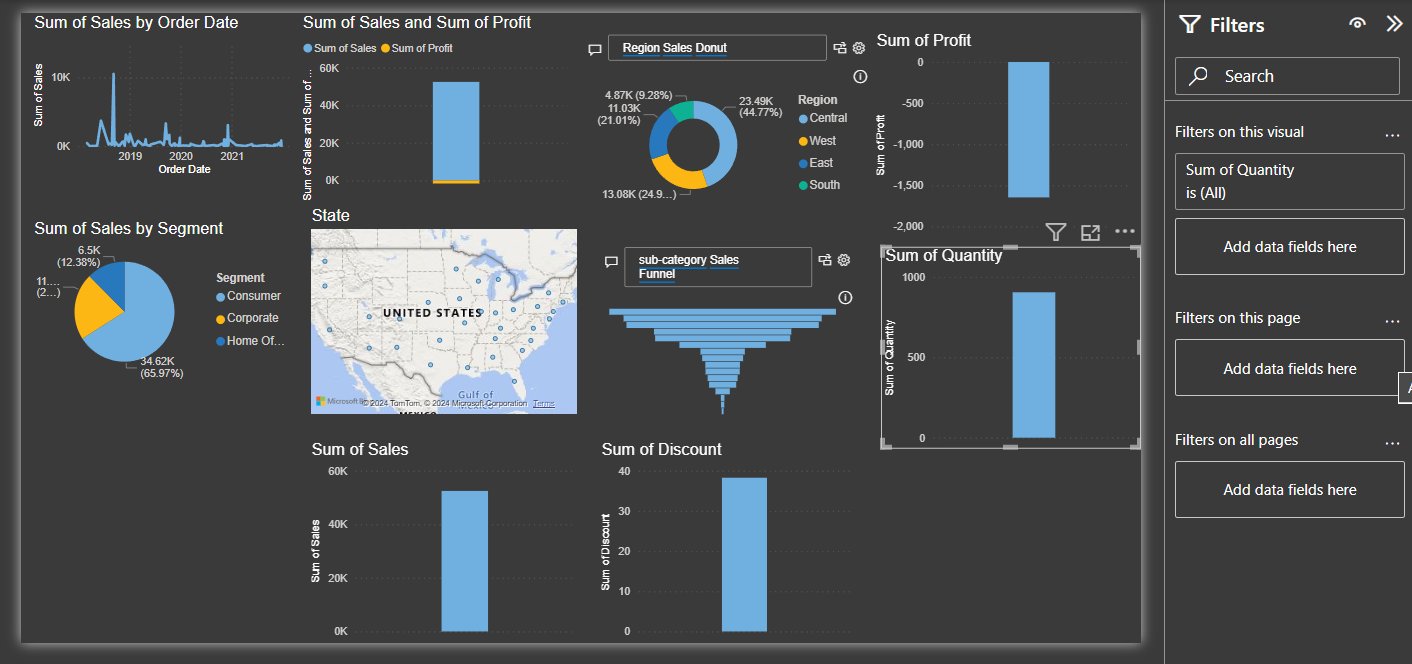 Sum of Sales by Order Date
Sum of Sales
10K
0K
2019
2020
2021
Order Date
Sum of Sales and Sum of Profit
Sum of Sales
Sum of Profit
Sum of Sales and Sum of ...
60K
40K
20K
0K
Region Sales Donut
4.87K (9.28%)
11.03K
(21.01%)
23.49K
(44.77%)
13.08K (24.9...)
Region
Central
West
East
South
Sum of Profit
Sum of Profit
0
-500
-1,000
-1,500
-2,000
Sum of Sales by Segment
6.5K
(12.38%)
11....
(2...)
34.62K
(65.97%)
Segment
Consumer
Corporate
Home Of...
State
UNITED STATES
Gulf of
Mexico
MEXICO
Microsoft
© 2024 TomTom, © 2024 Microsoft Corporation
Terms
sub-category Sales
Funnel
Sum of Quantity
Sum of Quantity
1000
500
0
Sum of Sales
Sum of Sales
60K
40K
20K
0K
Sum of Discount
Sum of Discount
40
30
20
10
0
Filters
Search
Filters on this visual
...
Sum of Quantity
is (All)
Add data fields here
Filters on this page
...
Add data fields here
Filters on all pages
...
Add data fields here